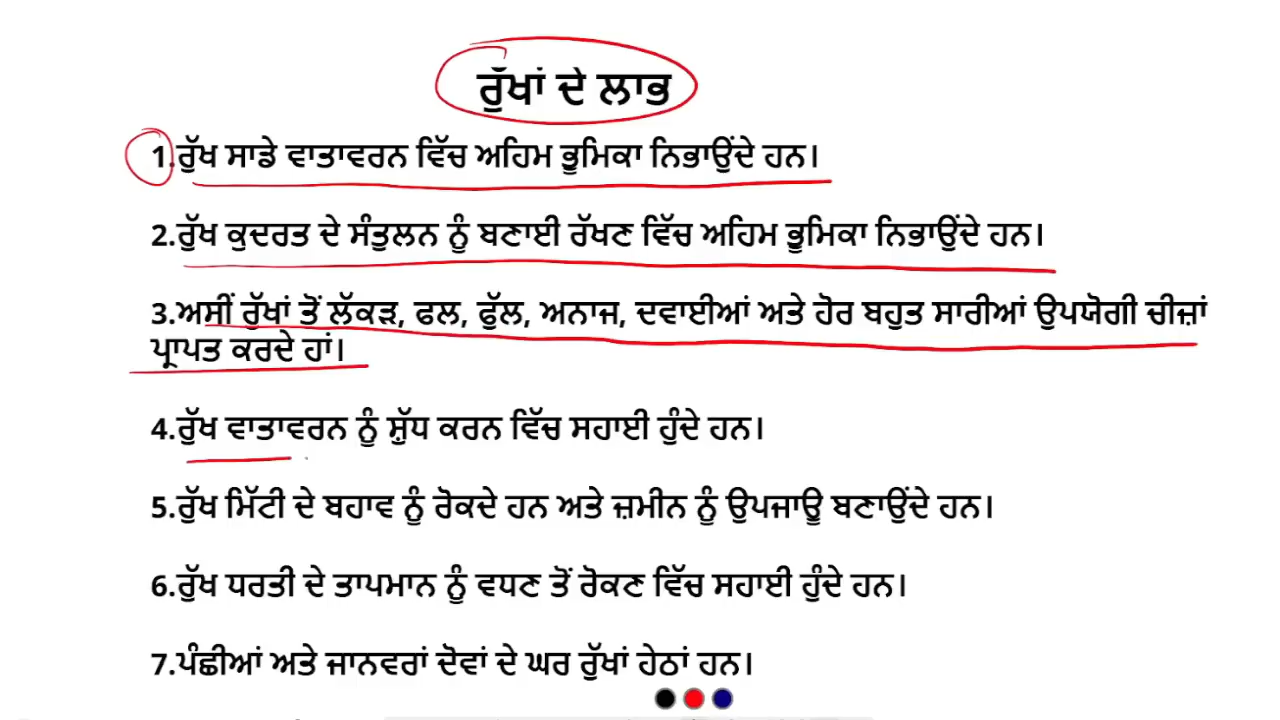 ਰੁੱਖਾਂ ਦੇ ਲਾਭ
1.ਰੁੱਖ ਸਾਡੇ ਵਾਤਾਵਰਨ ਵਿੱਚ ਅਹਿਮ ਭੂਮਿਕਾ ਨਿਭਾਉਂਦੇ ਹਨ।
2.ਰੁੱਖ ਕੁਦਰਤ ਦੇ ਸੰਤੁਲਨ ਨੂੰ ਬਣਾਈ ਰੱਖਣ ਵਿੱਚ ਅਹਿਮ ਭੂਮਿਕਾ ਨਿਭਾਉਂਦੇ ਹਨ।
3.ਅਸੀਂ ਰੁੱਖਾਂ ਤੋਂ ਲੱਕੜ, ਫਲ, ਫੁੱਲ, ਅਨਾਜ, ਦਵਾਈਆਂ ਅਤੇ ਹੋਰ ਬਹੁਤ ਸਾਰੀਆਂ ਉਪਯੋਗੀ ਚੀਜ਼ਾਂ
ਪ੍ਰਾਪਤ ਕਰਦੇ ਹਾਂ।
4.ਰੁੱਖ ਵਾਤਾਵਰਨ ਨੂੰ ਸ਼ੁੱਧ ਕਰਨ ਵਿੱਚ ਸਹਾਈ ਹੁੰਦੇ ਹਨ।
5.ਰੁੱਖ ਮਿੱਟੀ ਦੇ ਬਹਾਵ ਨੂੰ ਰੋਕਦੇ ਹਨ ਅਤੇ ਜ਼ਮੀਨ ਨੂੰ ਉਪਜਾਊ ਬਣਾਉਂਦੇ ਹਨ।
6.ਰੁੱਖ ਧਰਤੀ ਦੇ ਤਾਪਮਾਨ ਨੂੰ ਵਧਣ ਤੋਂ ਰੋਕਣ ਵਿੱਚ ਸਹਾਈ ਹੁੰਦੇ ਹਨ।
7.ਪੰਛੀਆਂ ਅਤੇ ਜਾਨਵਰਾਂ ਦੋਵਾਂ ਦੇ ਘਰ ਰੁੱਖਾਂ ਹੇਠਾਂ ਹਨ।